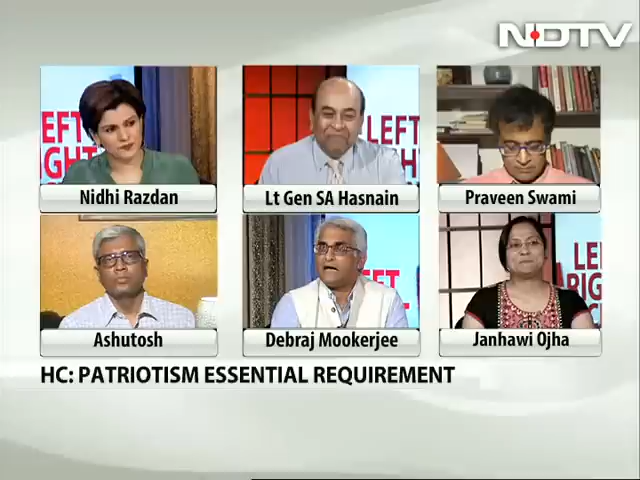 NDTV
LEFT
RIGHT
Nidhi Razdan
LEFT
Lt Gen SA Hasnain
Praveen Swami
Ashutosh
LEFT
Debraj Mookerjee
Janhawi Ojha
HC: PATRIOTISM ESSENTIAL REQUIREMENT